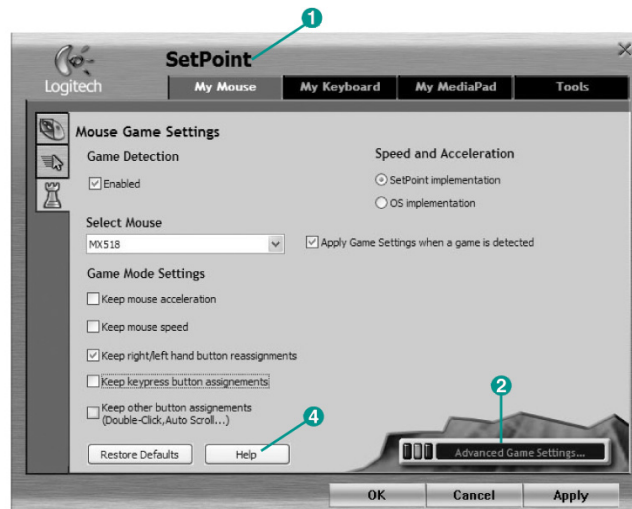 1
SetPoint
Logitech
My Mouse My Keyboard My MediaPad Tools
Mouse Game Settings
Game Detection
Enabled
Speed and Acceleration
SetPoint implementation
OS implementation
Select Mouse
MX518
Apply Game Settings when a game is detected
Game Mode Settings
Keep mouse acceleration
Keep mouse speed
Keep right/left hand button reassignments
Keep keypress button assignements
Keep other button assignements
(Double-Click,Auto Scroll...)
4
2
Restore Defaults Help
Advanced Game Settings...
OK Cancel Apply